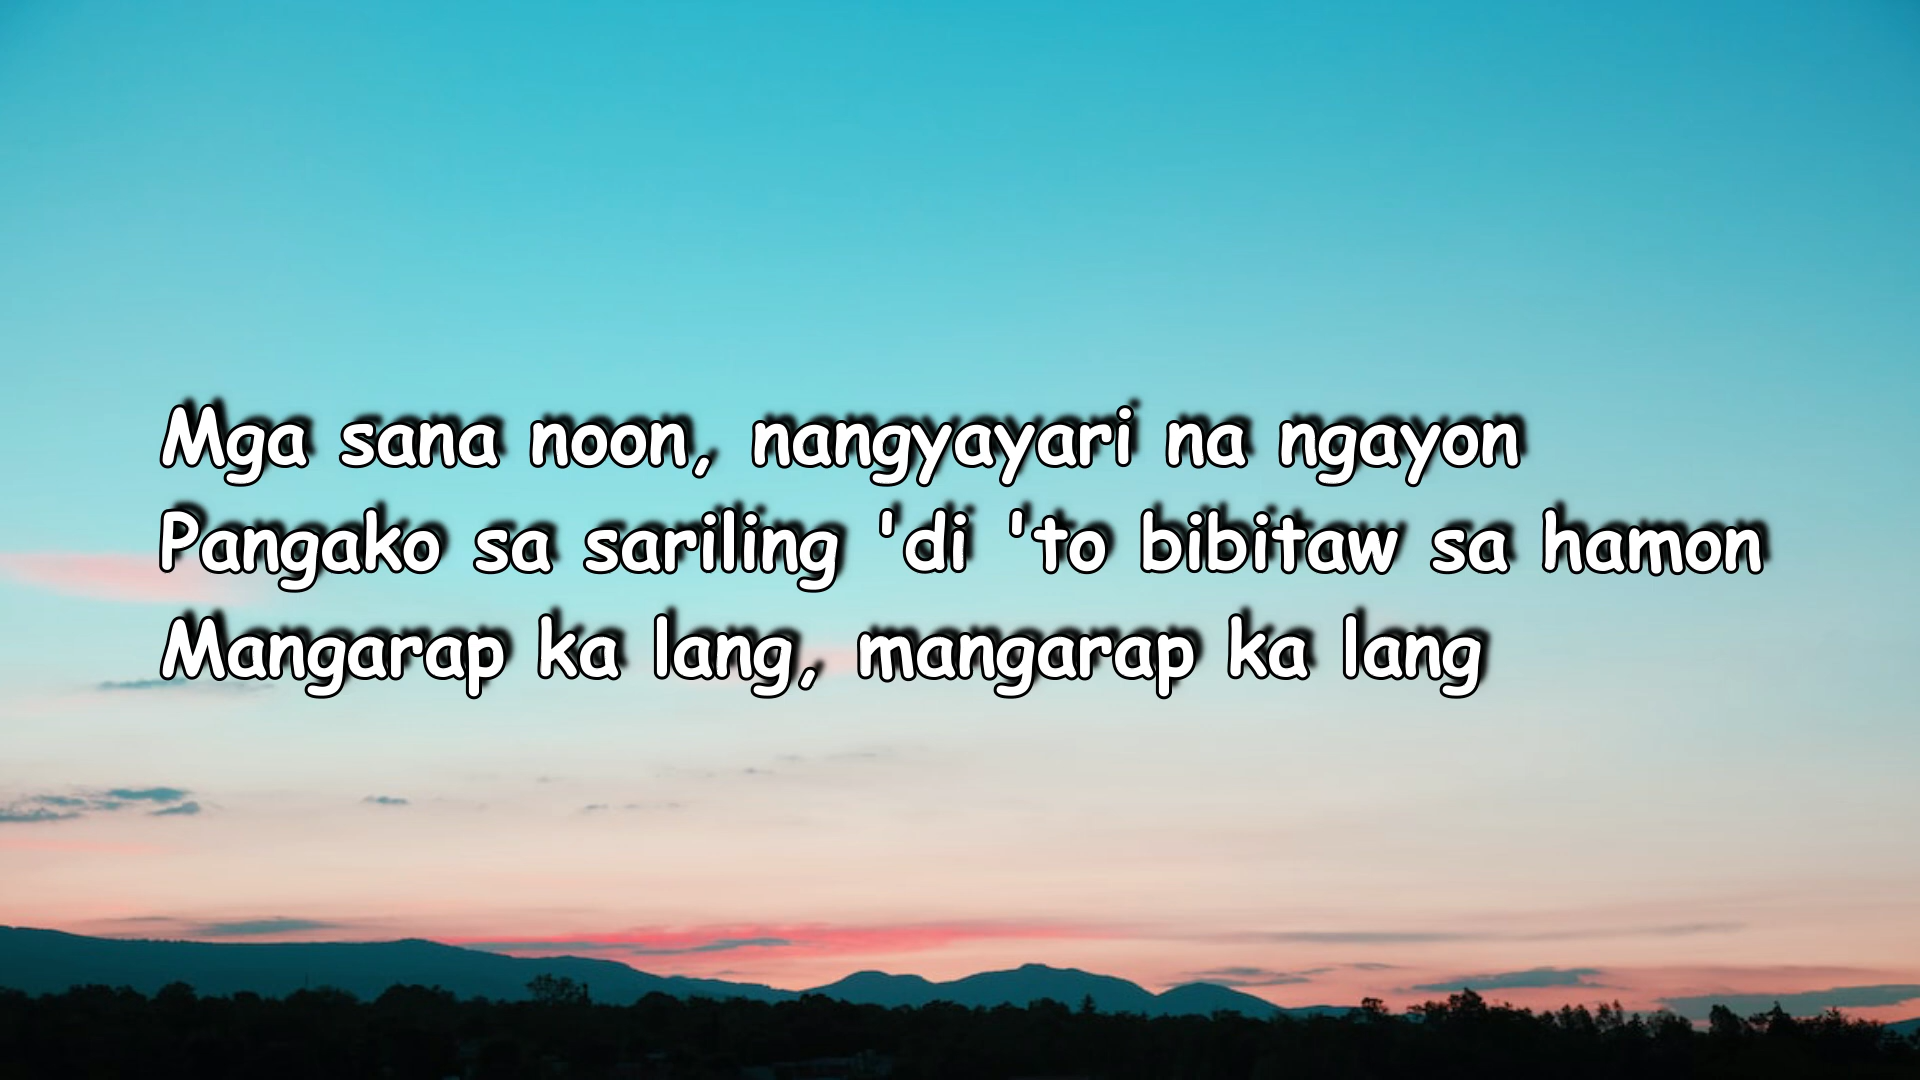 Mga sana noon, nangyayari na ngayon
Pangako sa sariling 'di 'to bibitaw sa hamon
Mangarap ka lang, mangarap ka lang